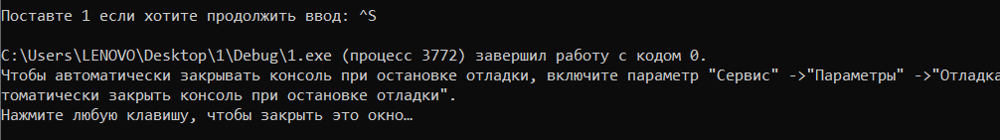 Поставте 1 если хотите продолжить ввод: ^S
C:\Users\LENOVO\Desktop\1\Debug\1.exe (процесс 3772) завершил работу с кодом 0.
Чтобы автоматически закрывать консоль при остановке отладки, включите параметр "Сервис" ->"Параметры" ->"Отладка
томатически закрыть консоль при остановке отладки".
Нажмите любую клавишу, чтобы закрыть это окно…